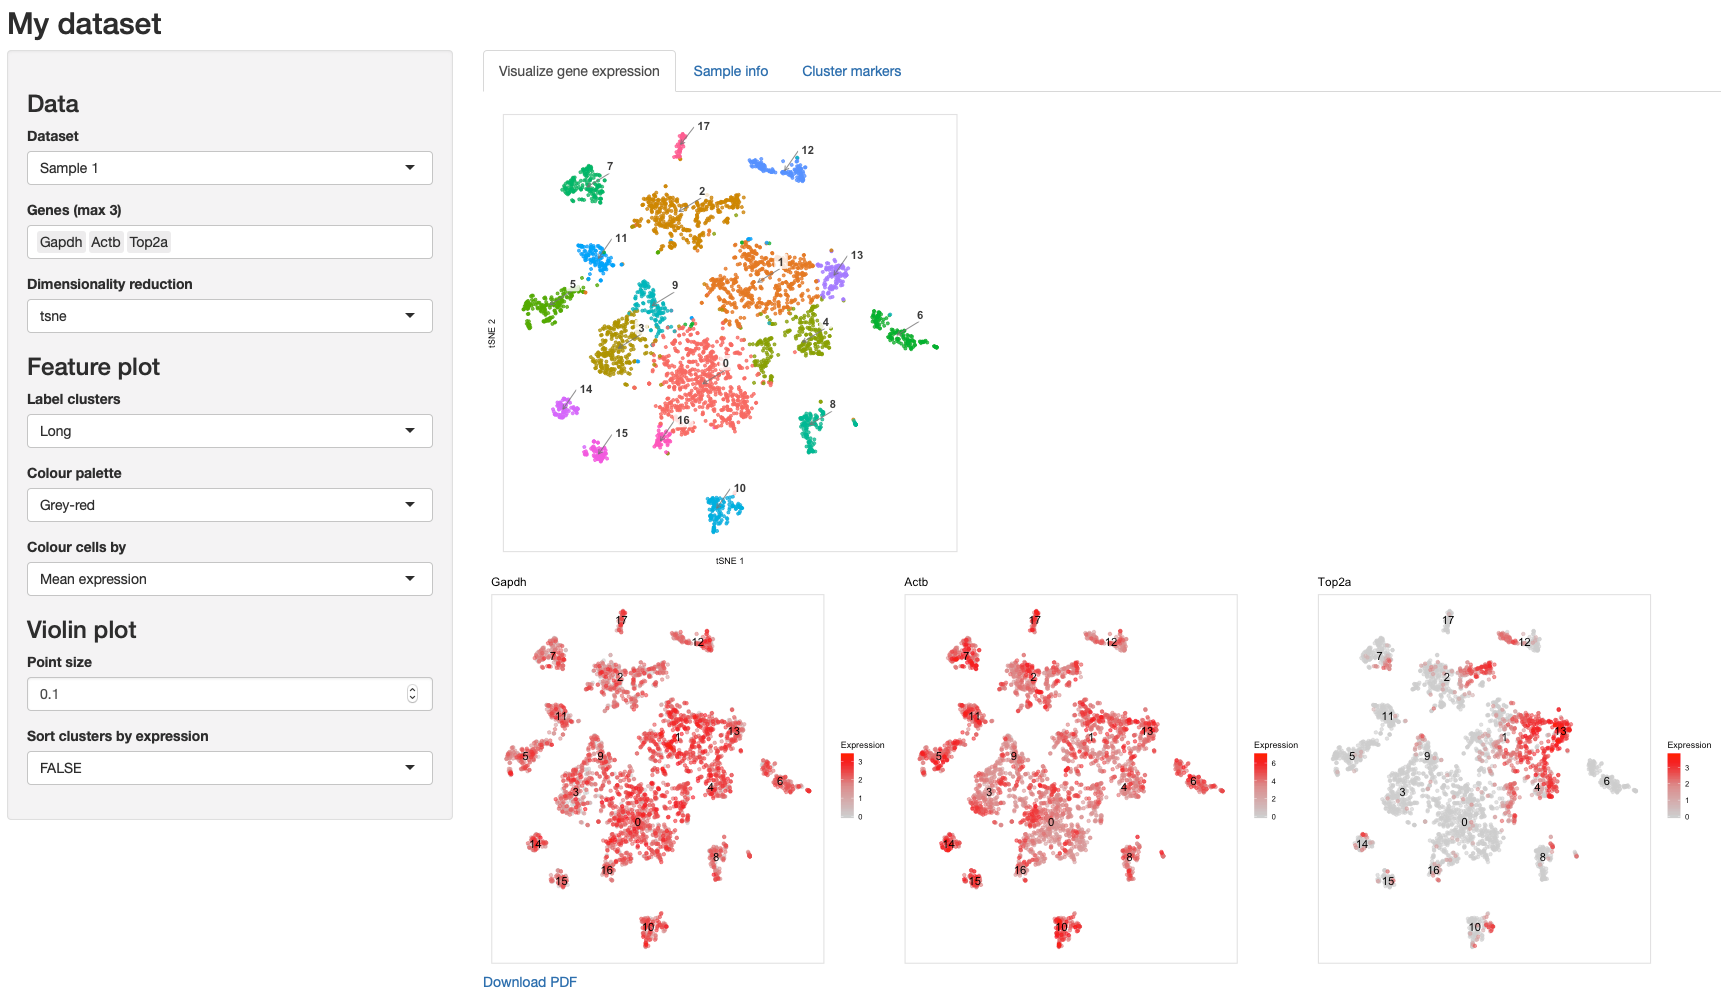 My dataset
Data
Dataset
Sample 1
Genes (max 3)
Gapdh Actb Top2a
Dimensionality reduction
tsne
Feature plot
Label clusters
Long
Colour palette
Grey-red
Colour cells by
Mean expression
Violin plot
Point size
0.1
Sort clusters by expression
FALSE
Visualize gene expression Sample info Cluster markers
17
12
7
2
11
13
1
5
9
6
4
3
0
14
8
16
15
10
tSNE 2
tSNE 1
Gapdh
17
12
7
2
11
13
1
9
5
6
4
3
0
14
8
16
15
10
Expression
3
2
1
0
Actb
17
12
7
2
11
13
1
9
5
6
4
3
0
14
8
16
15
10
Expression
6
4
2
0
Top2a
17
12
7
2
11
13
1
9
5
6
4
3
0
14
8
16
15
10
Expression
3
2
1
0
Download PDF